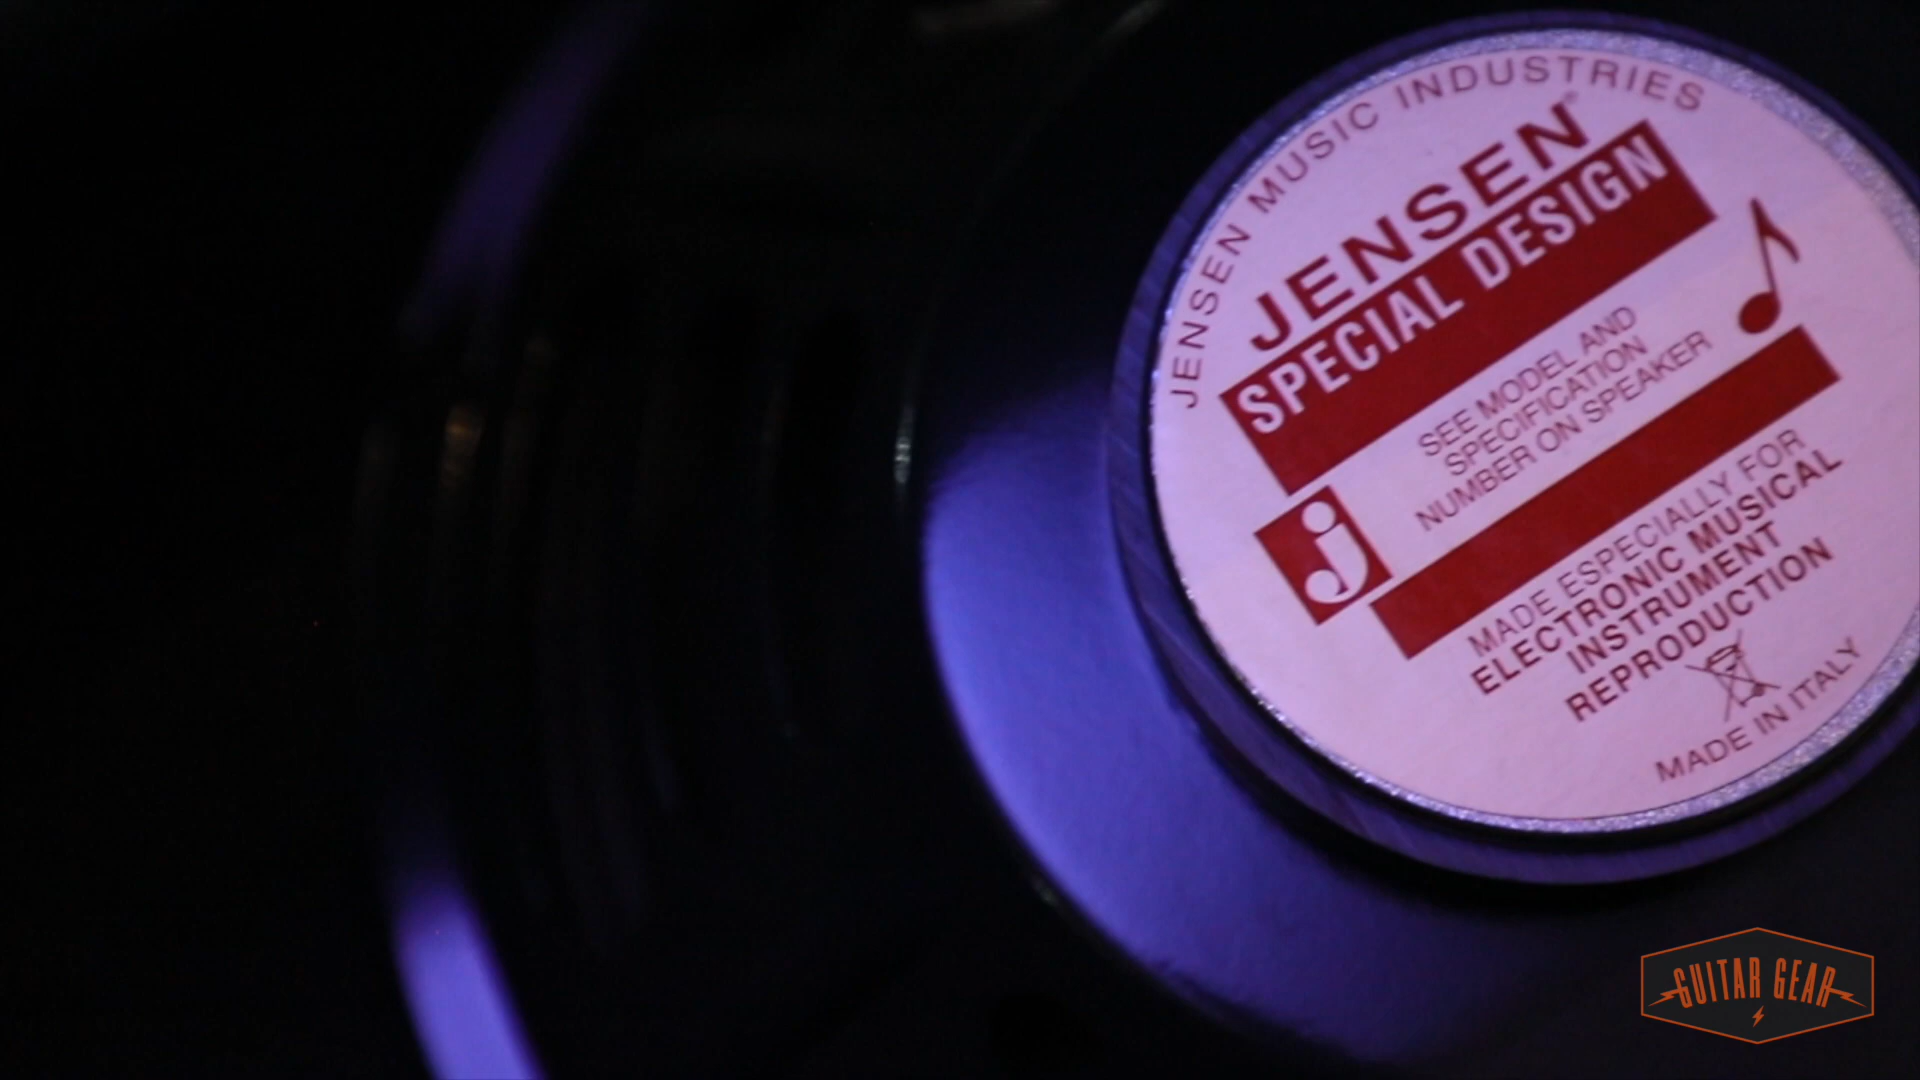 JENSEN MUSIC INDUSTRIES
JENSEN®
SPECIAL DESIGN
SEE MODEL AND
SPECIFICATION
NUMBER ON SPEAKER
j
MADE ESPECIALLY FOR
ELECTRONIC MUSICAL
INSTRUMENT
REPRODUCTION
MADE IN ITALY
GUITAR GEAR